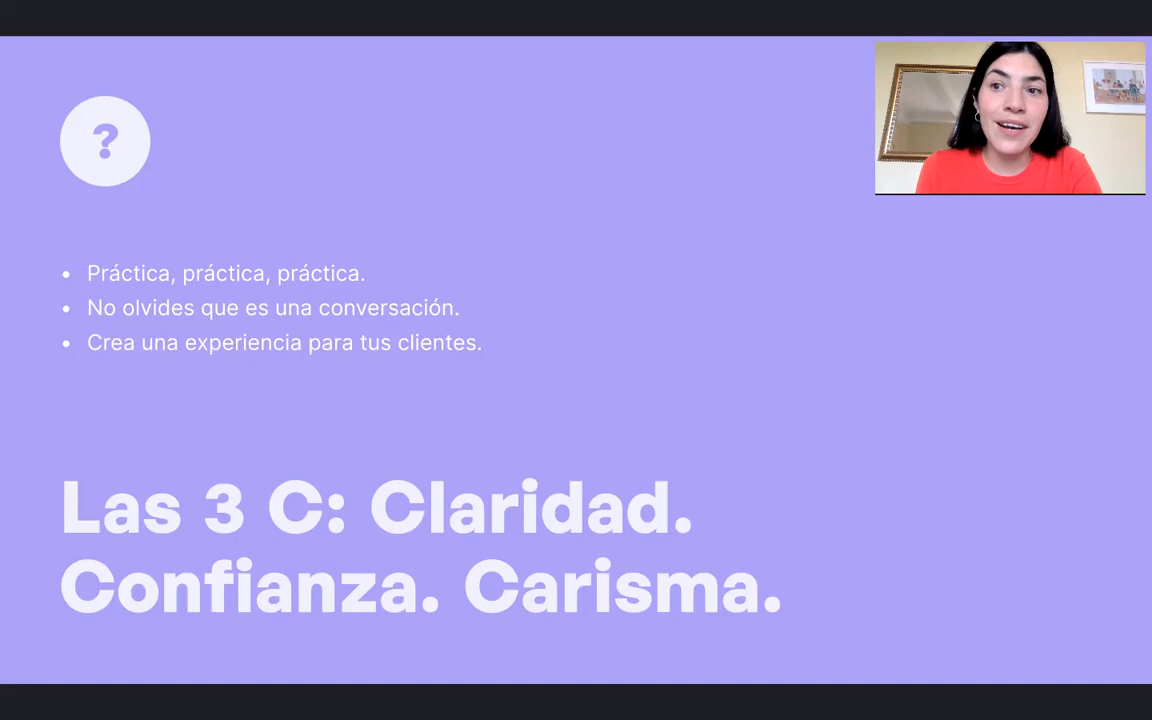 ?
Práctica, práctica, práctica.
No olvides que es una conversación.
Crea una experiencia para tus clientes.
Las 3 C: Claridad.
Confianza. Carisma.